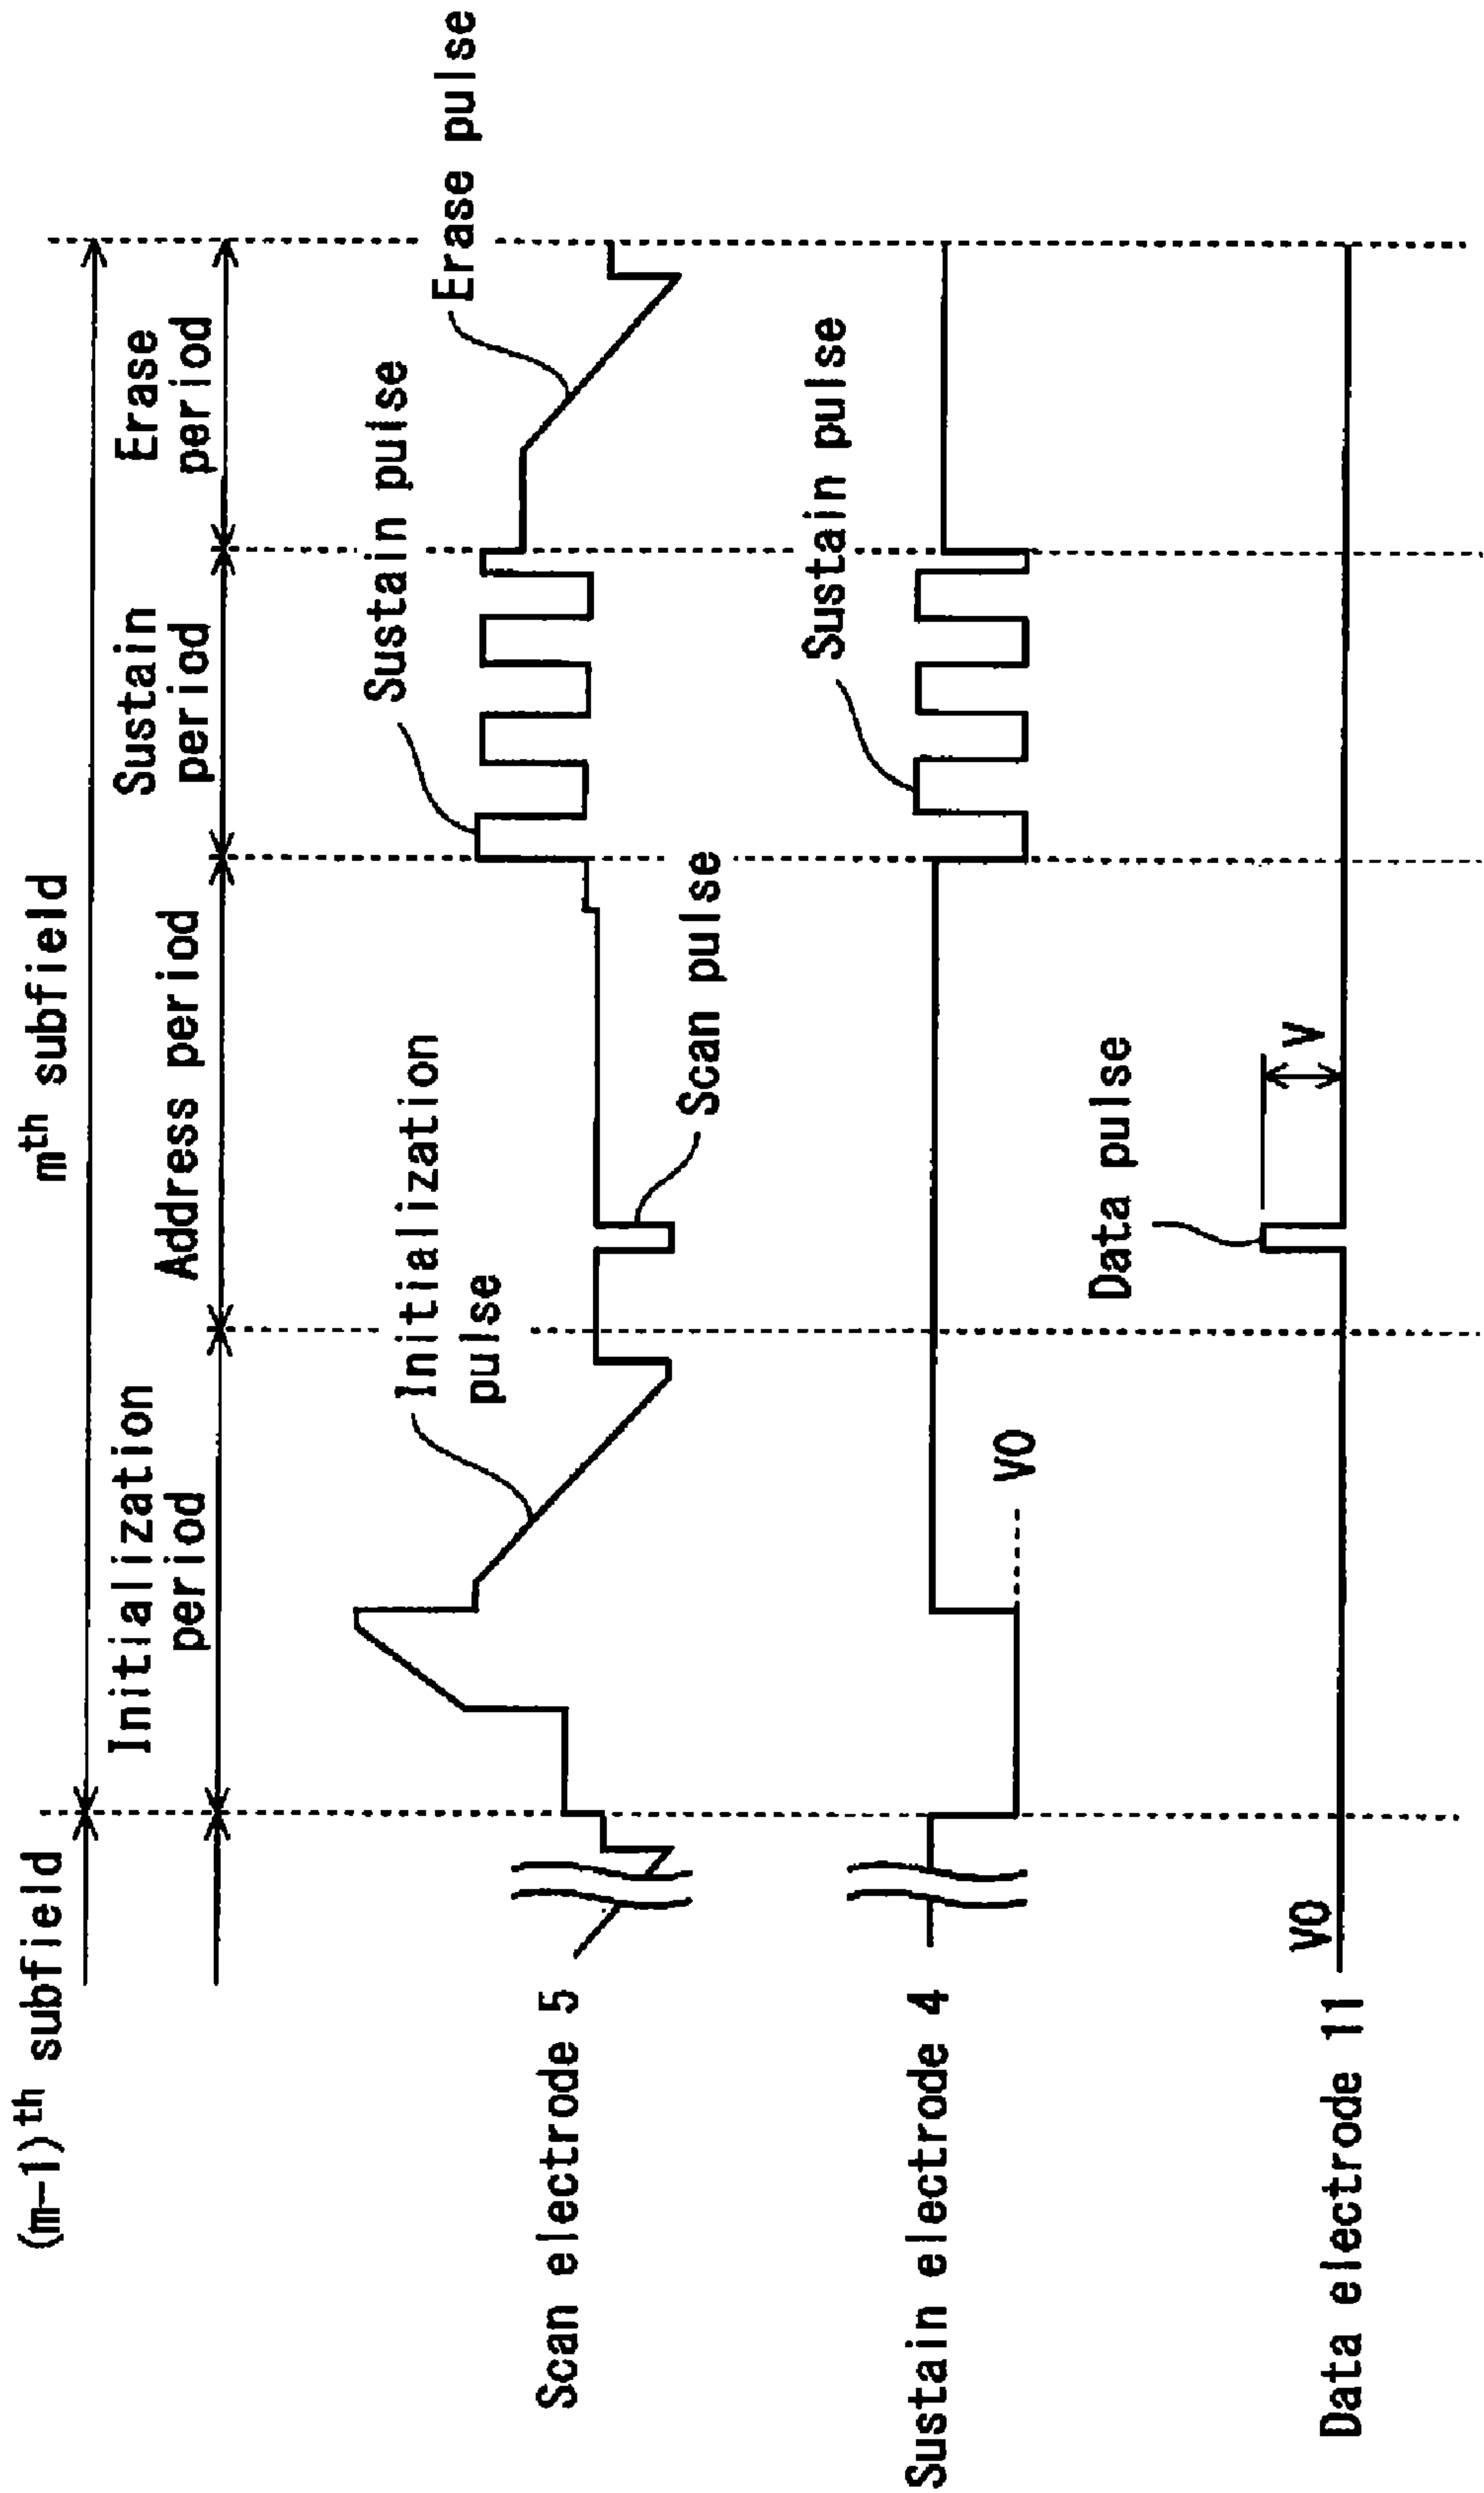 (m-1)th subfield
mth subfield
Initialization
period
Address period
Sustain
period
Erase
period
Initialization
pulse
Scan pulse
Sustain pulse
Erase pulse
Scan electrode 5
Sustain pulse
V0
Sustain electrode 4
Data pulse
V
V0
Data electrode 11